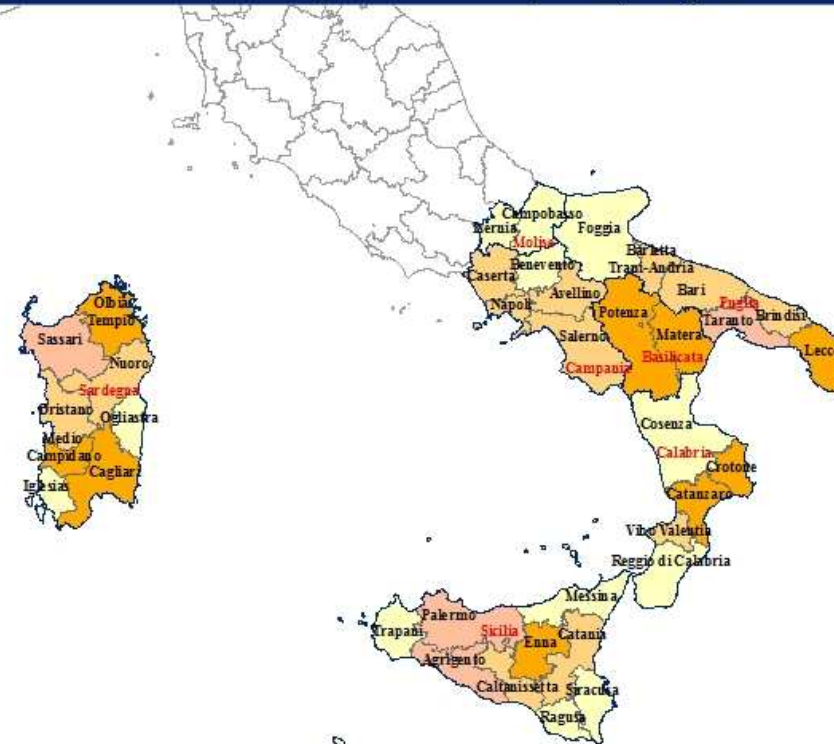 Campobasso
Isernia
Foggia
Molise
Barletta
Benevento
Trani-Andria
Caserta
Bari
Avellino
Napoli
Puglia
Potenza
Brindisi
Taranto
Salerno
Matera
Lecce
Basilicata
Campania
Olbia
Tempio
Sassari
Nuoro
Sardegna
Oristano
Ogliastra
Medio
Campidano
Cagliari
Iglesias
Cosenza
Calabria
Crotone
Catanzaro
Vibo Valentia
Reggio di Calabria
Messina
Palermo
Trapani
Sicilia
Enna
Catania
Agrigento
Caltanissetta
Siracusa
Ragusa